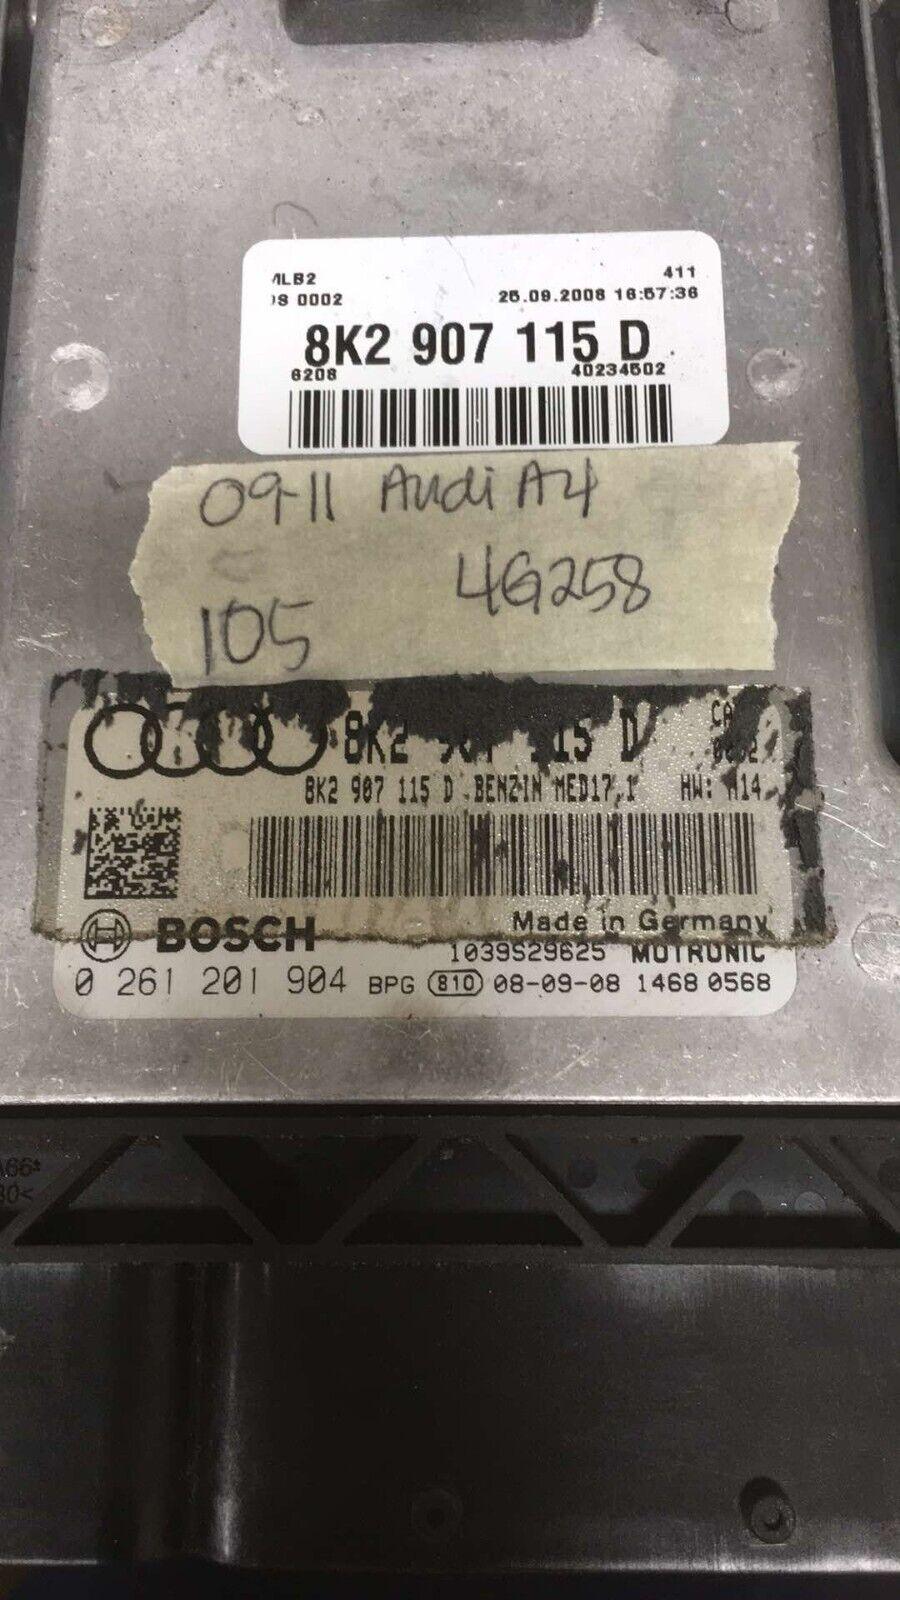 411
0002
25.09.2008 16:57:36
8K2 907 115 D
6208 40234502
09-11 Audi A4
4G258
105
8K2 907 115 D
8K2 907 115 D BENZIN MED17.1 HW: H14
BOSCH
Made in Germany
1039S29625 MOTRONIC
0 261 201 904 BPG 810 08-09-08 1468 0568